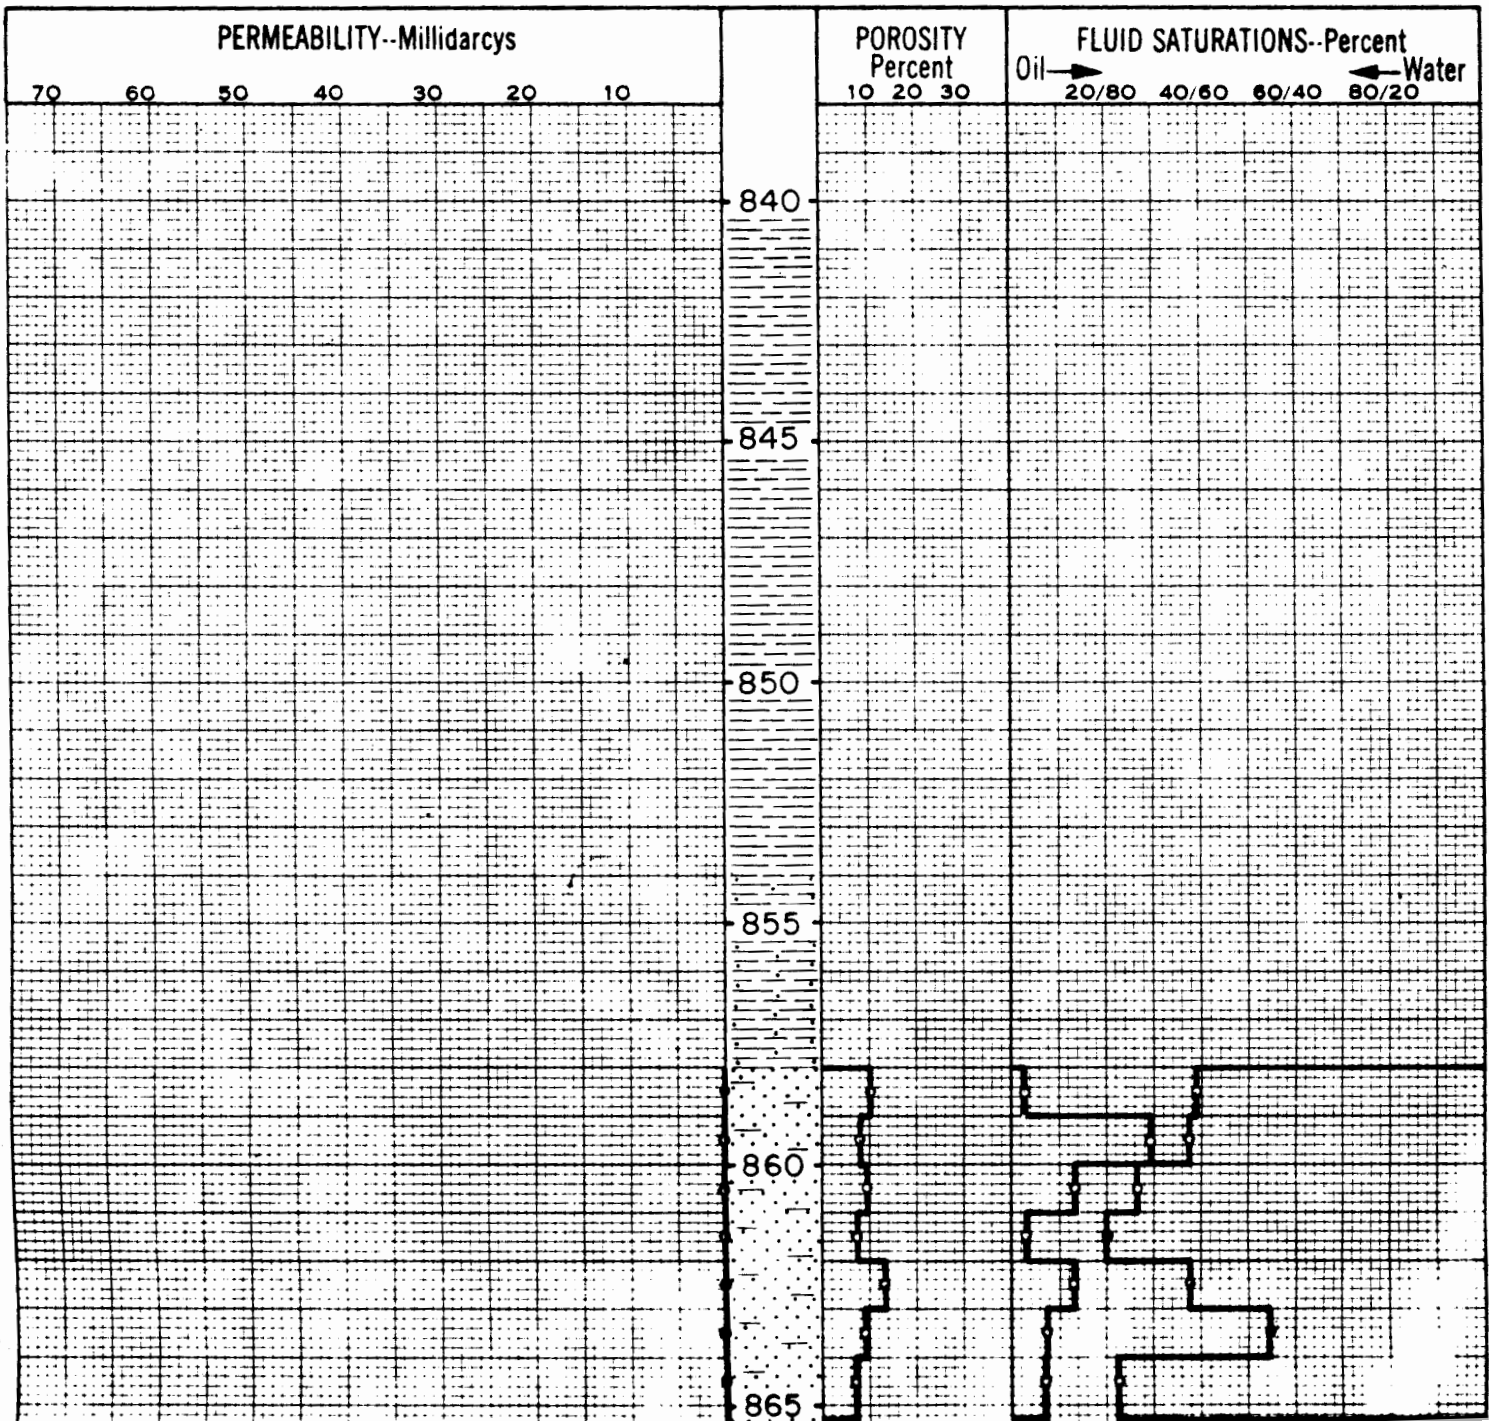 PERMEABILITY--Millidarcys
70 60 50 40 30 20 10
POROSITY
Percent
10 20 30
FLUID SATURATIONS--Percent
Oil Water
20/80 40/60 60/40 80/20
840
845
850
855
860
865